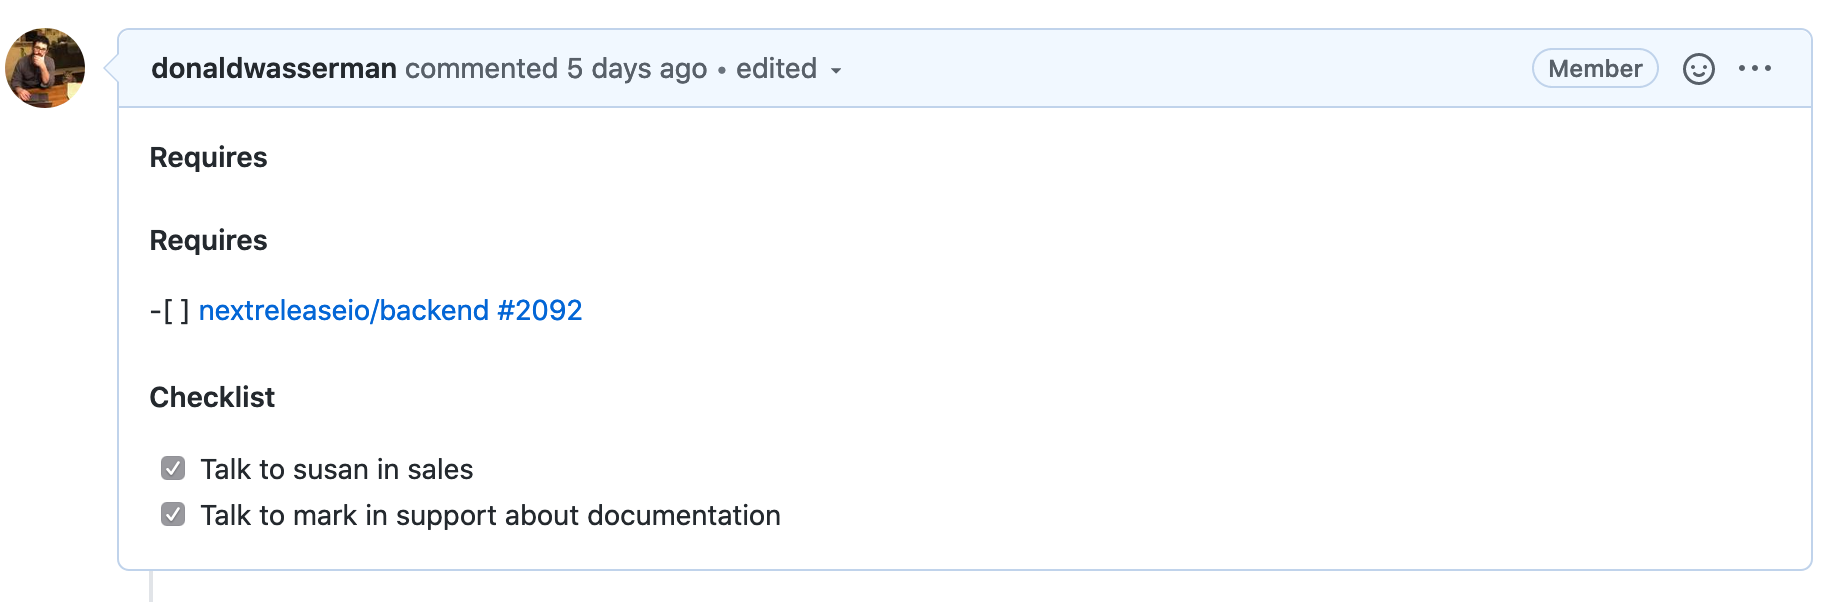 donaldwasserman commented 5 days ago • edited
Member
Requires
Requires
-[ ] nextreleaseio/backend #2092
Checklist
Talk to susan in sales
Talk to mark in support about documentation